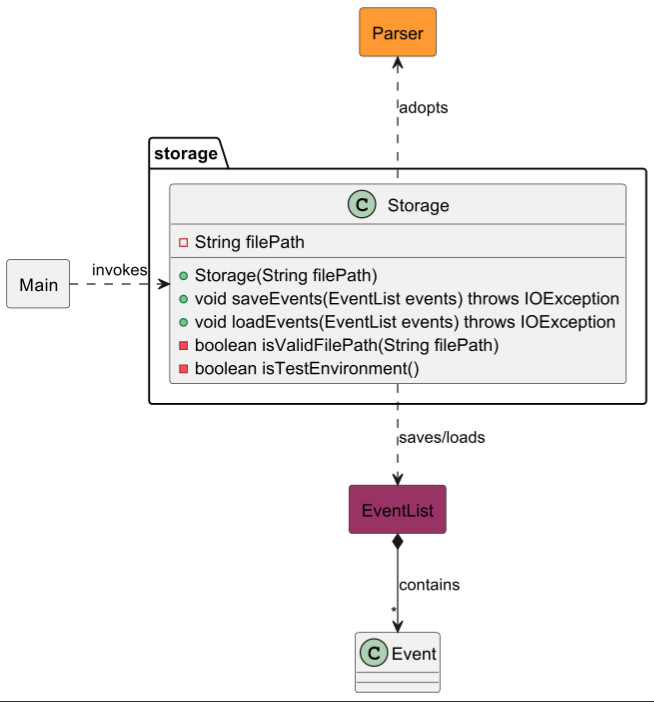 Parser
adopts
storage
C Storage
String filePath
Main
invokes
Storage(String filePath)
void saveEvents(EventList events) throws IOException
void loadEvents(EventList events) throws IOException
boolean isValidFilePath(String filePath)
boolean isTestEnvironment()
saves/loads
EventList
contains
*
C Event